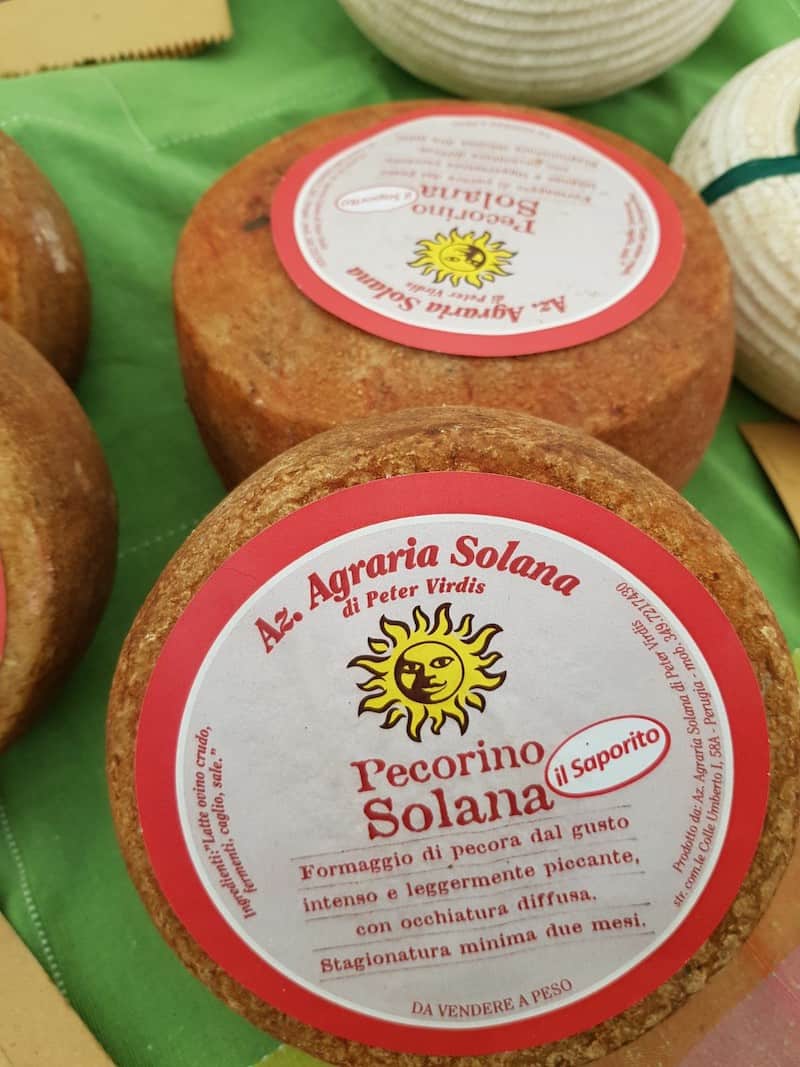 Az. Agraria Solana
di Peter Virdis
Pecorino
Solana
il Saporito
Formaggio di pecora dal gusto
intenso e leggermente piccante,
con occhiatura diffusa.
Stagionatura minima due mesi.
DA VENDERE A PESO
Ingredienti:"Latte ovino crudo,
fermenti, caglio, sale."
Prodotto da: Az. Agraria Solana di Peter Virdis
str. com.le Colle Umberto I, 58A - Perugia - mob. 349.7217430
Az. Agraria Solana
di Peter Virdis
Pecorino
Solana
il Saporito